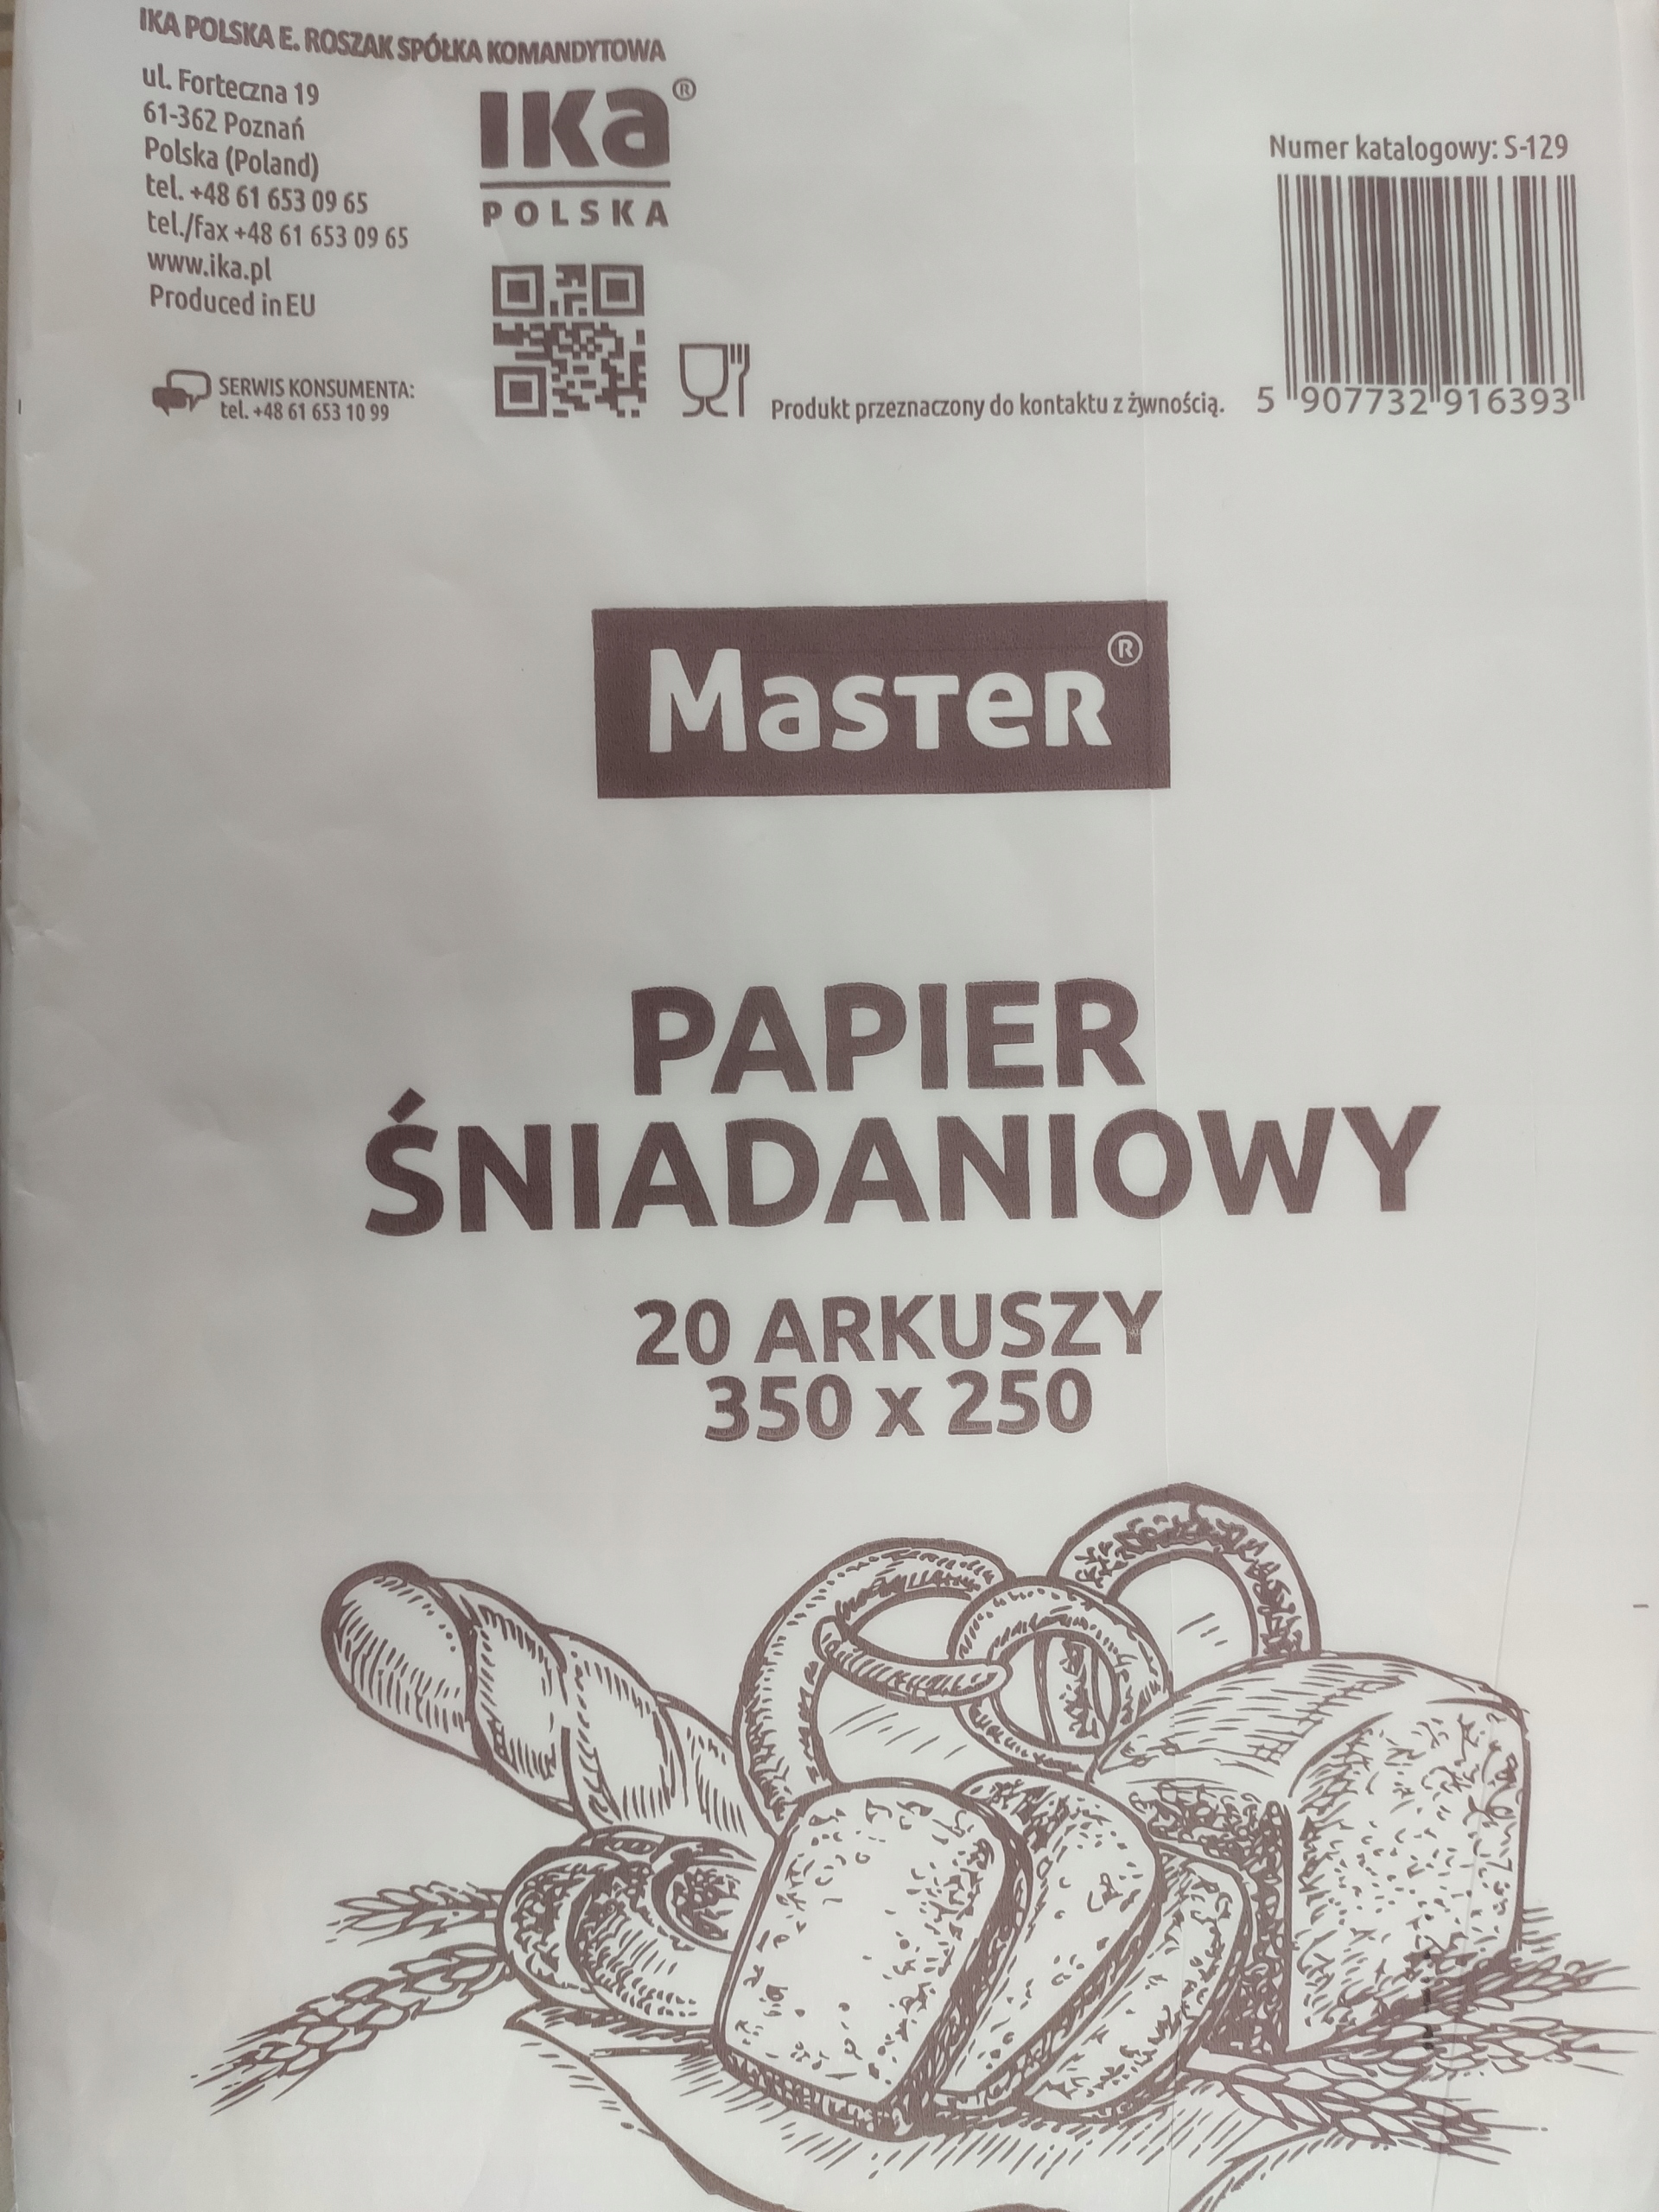 IKA POLSKA E. ROSZAK SPÓŁKA KOMANDYTOWA
ul. Forteczna 19
61-362 Poznań
Polska (Poland)
tel. +48 61 653 09 65
tel./fax +48 61 653 09 65
www.ika.pl
Produced in EU
SERWIS KONSUMENTA:
tel. +48 61 653 10 99
IKa®
POLSKA
Produkt przeznaczony do kontaktu z żywnością.
Numer katalogowy: S-129
5 907732 916393
MasTeR®
PAPIER
ŚNIADANIOWY
20 ARKUSZY
350 x 250